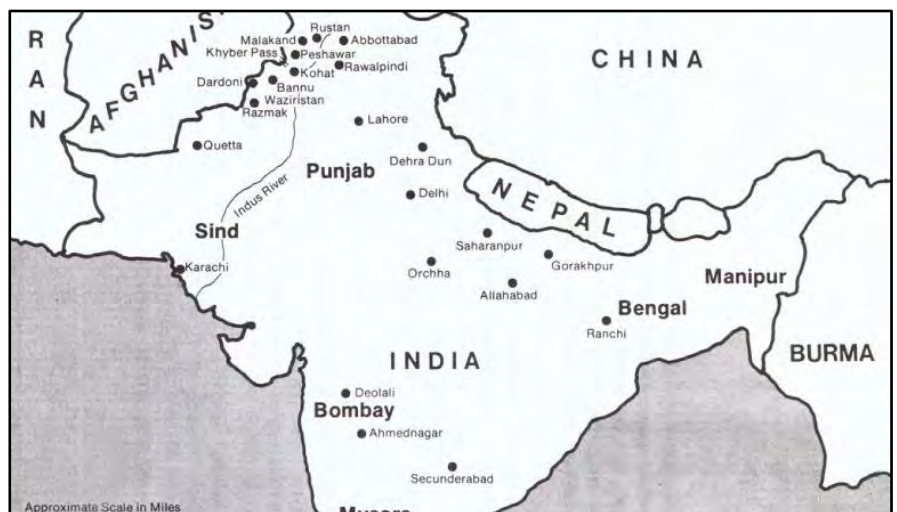 Rustan
Malakand
Abbottabad
Khyber Pass
Peshawar
Rawalpindi
Kohat
Dardoni
Bannu
Waziristan
Razmak
IRAN
AFGHANIS
CHINA
Lahore
Quetta
Dehra Dun
Punjab
Delhi
NEPAL
Indus River
Sind
Saharanpur
Karachi
Orchha
Gorakhpur
Allahabad
Manipur
Bengal
Ranchi
INDIA
BURMA
Deolali
Bombay
Ahmednagar
Secunderabad
Approximate Scale in Miles